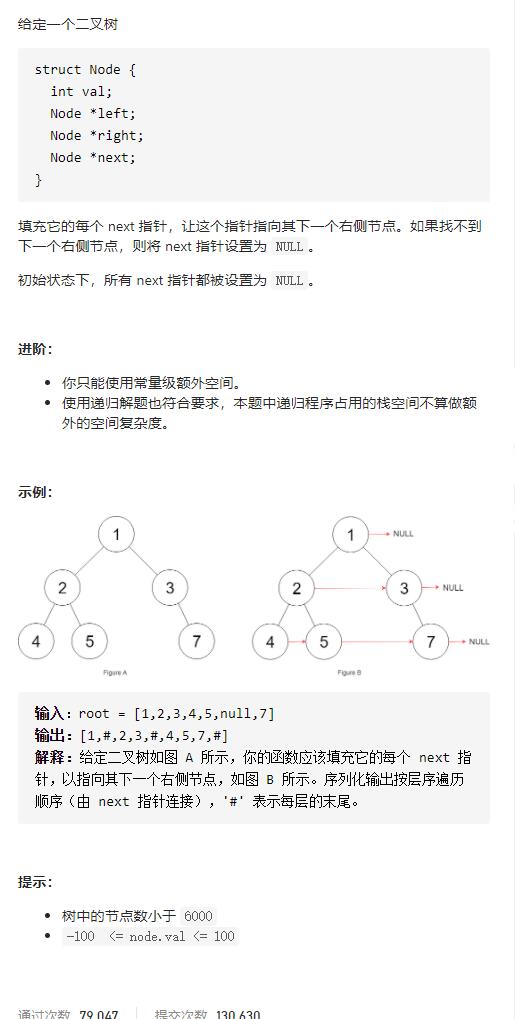 给定一个二叉树
struct Node {
  int val;
  Node *left;
  Node *right;
  Node *next;
}
填充它的每个 next 指针，让这个指针指向其下一个右侧节点。如果找不到
下一个右侧节点，则将 next 指针设置为 NULL 。
初始状态下，所有 next 指针都被设置为 NULL 。
进阶：
• 你只能使用常量级额外空间。
• 使用递归解题也符合要求，本题中递归程序占用的栈空间不算做额
外的空间复杂度。
示例：
1 1 NULL
2 3 2 3 NULL
4 5 7 4 5 7 NULL
Figure A Figure B
输入：root = [1,2,3,4,5,null,7]
输出：[1,#,2,3,#,4,5,7,#]
解释：给定二叉树如图 A 所示，你的函数应该填充它的每个 next 指
针，以指向其下一个右侧节点，如图 B 所示。序列化输出按层序遍历
顺序（由 next 指针连接），'#' 表示每层的末尾。
提示：
• 树中的节点数小于 6000
• -100 <= node.val <= 100
通过次数 79,047 提交次数 130,630